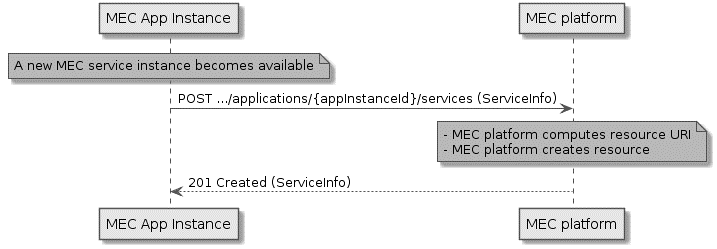 MEC App Instance
MEC platform
A new MEC service instance becomes available
POST .../applications/{appInstanceId}/services (ServiceInfo)
- MEC platform computes resource URI
- MEC platform creates resource
201 Created (ServiceInfo)
MEC App Instance
MEC platform